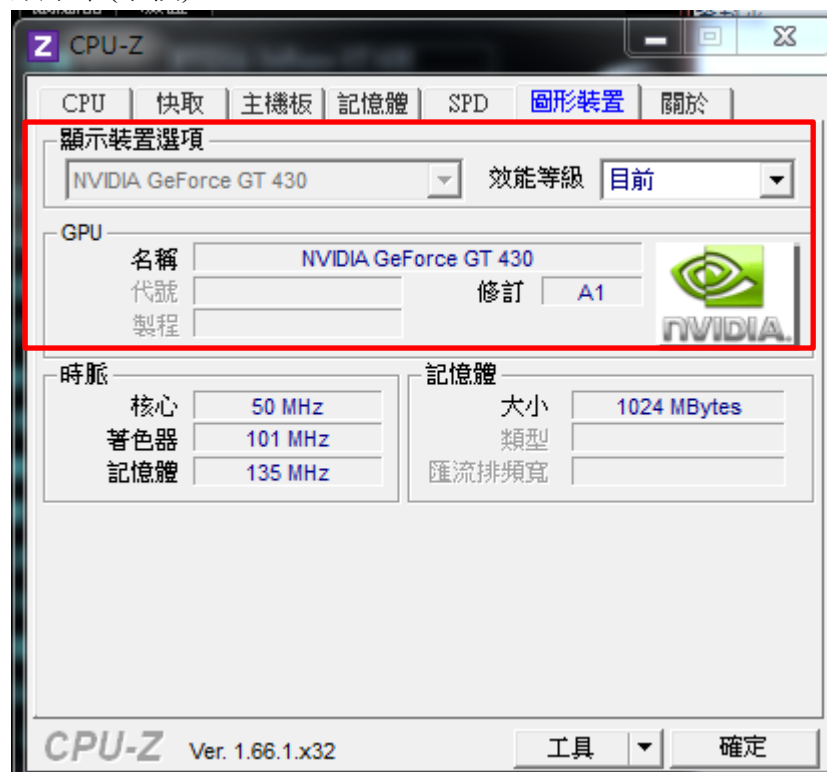 CPU-Z
CPU 快取 主機板 記憶體 SPD 圖形裝置 關於
顯示裝置選項
NVIDIA GeForce GT 430 效能等級 目前
GPU
名稱 NVIDIA GeForce GT 430
代號 修訂 A1
製程
NVIDIA.
時脈 記憶體
核心 50 MHz 大小 1024 MBytes
著色器 101 MHz 類型
記憶體 135 MHz 匯流排頻寬
CPU-Z Ver. 1.66.1.x32 工具 確定